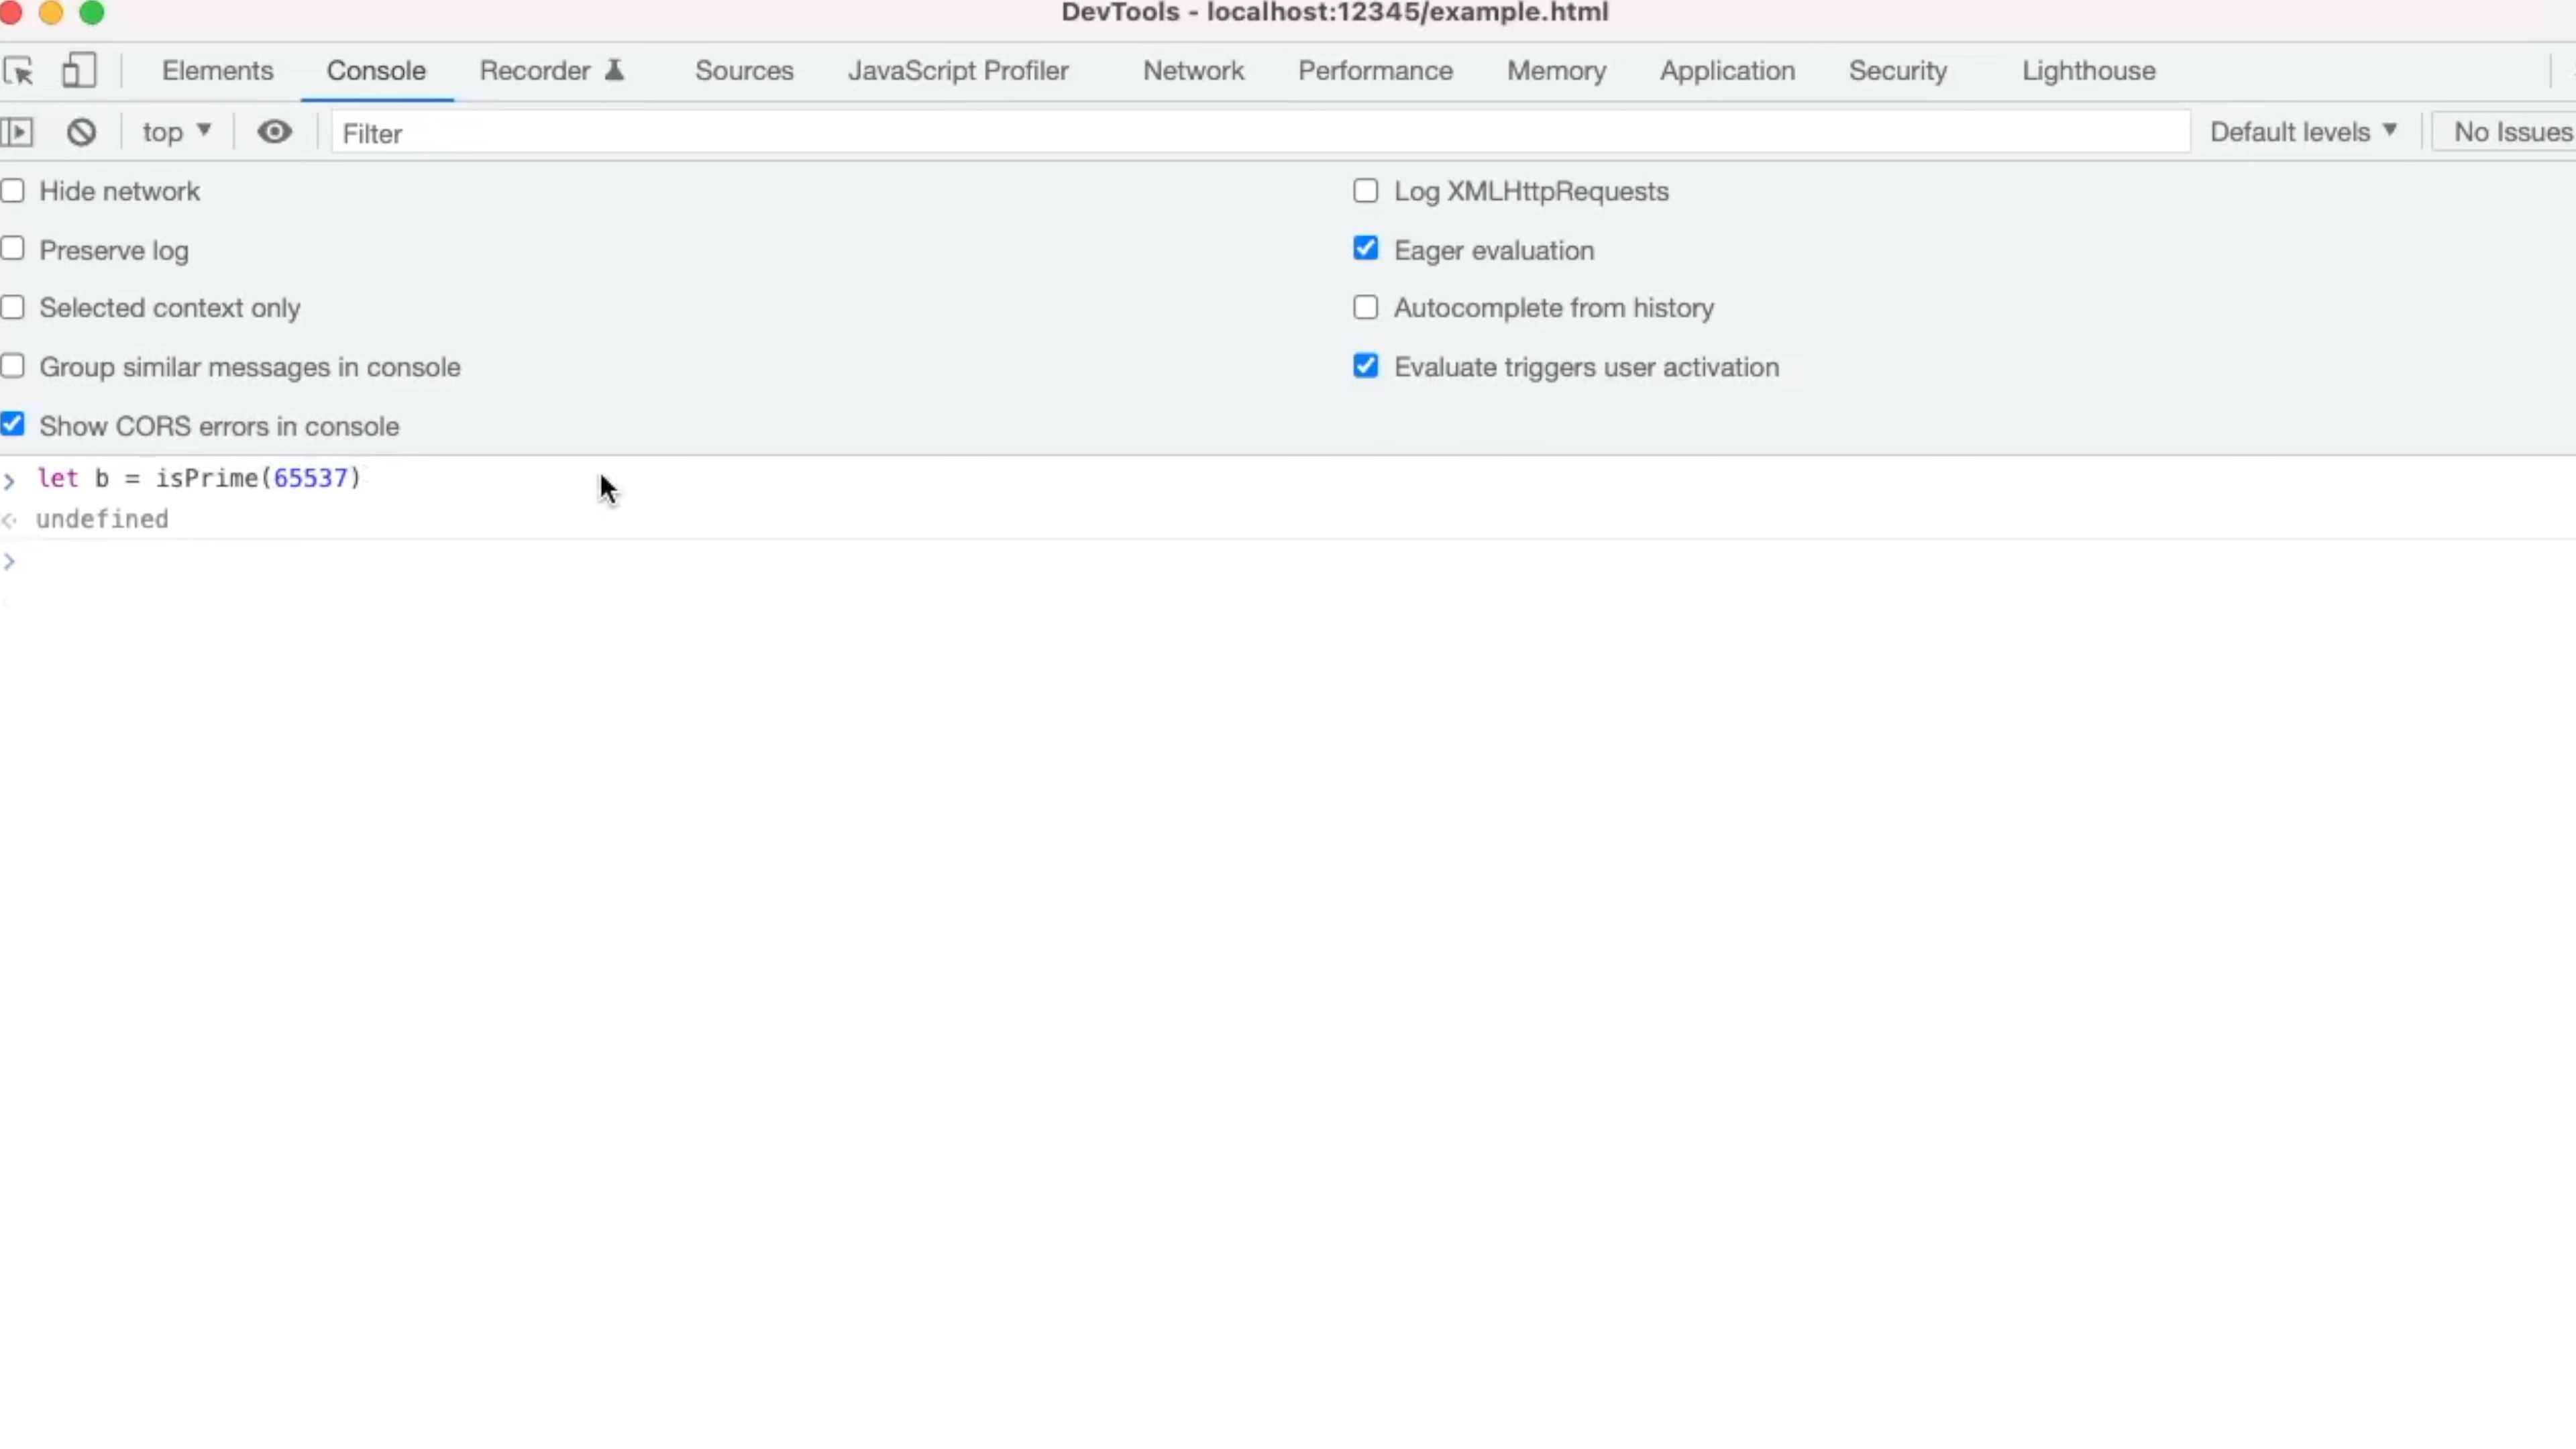 DevTools - localhost:12345/example.html
Elements Console Recorder Sources JavaScript Profiler Network Performance Memory Application Security Lighthouse
top Filter Default levels No Issues
Hide network Log XMLHttpRequests
Preserve log Eager evaluation
Selected context only Autocomplete from history
Group similar messages in console Evaluate triggers user activation
Show CORS errors in console
let b = isPrime(65537)
undefined